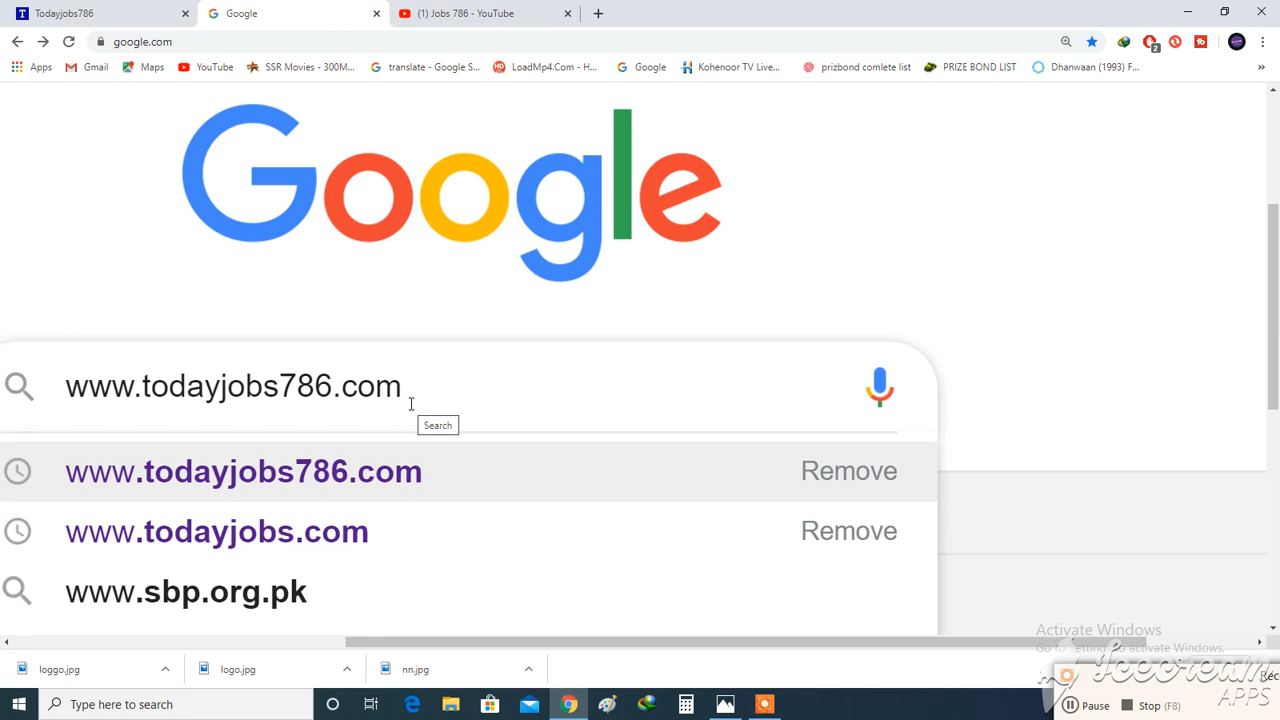 Todayjobs786
Google
(1) Jobs 786 - YouTube
google.com
2
Apps
Gmail
Maps
YouTube
SSR Movies - 300M...
translate - Google S...
LoadMp4.Com - H...
Google
Kohenoor TV Live...
prizbond comlete list
PRIZE BOND LIST
Dhanwaan (1993) F...
»
Google
www.todayjobs786.com
Search
www.todayjobs786.com
Remove
www.todayjobs.com
Remove
www.sbp.org.pk
Activate Windows
Go to Settings to activate Windows.
loggo.jpg
logo.jpg
nn.jpg
Icecream
APPS
Rec
Pause
Stop (F8)
Type here to search